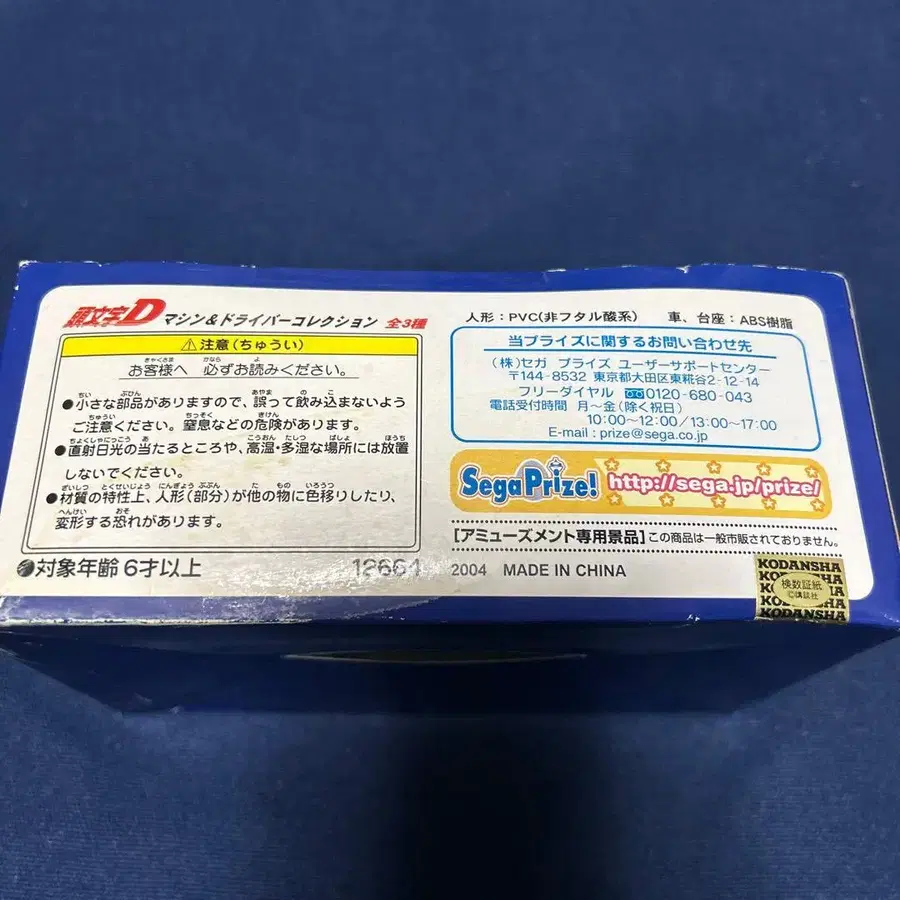 頭文字D マシン&ドライバーコレクション 全3種
⚠注意(ちゅうい)
お客様へ 必ずお読みください。
●小さな部品がありますので、誤って飲み込まないよう
ご注意ください。窒息などの危険があります。
●直射日光の当たるところや、高温・多湿な場所には放置
しないでください。
●材質の特性上、人形(部分)が他の物に色移りしたり、
変形する恐れがあります。
対象年齢 6才以上
12661
人形:PVC(非フタル酸系) 車、台座:ABS樹脂
当プライズに関するお問い合わせ先
(株)セガ プライズ ユーザーサポートセンター
〒144-8532 東京都大田区東糀谷2-12-14
フリーダイヤル 0120-680-043
電話受付時間 月~金(除く祝日)
10:00~12:00/13:00~17:00
E-mail:prize@sega.co.jp
Sega Prize! http://sega.jp/prize/
【アミューズメント専用景品】この商品は一般市販されておりません。
2004 MADE IN CHINA
KODANSHA
検数証紙
©講談社
KODANSHA